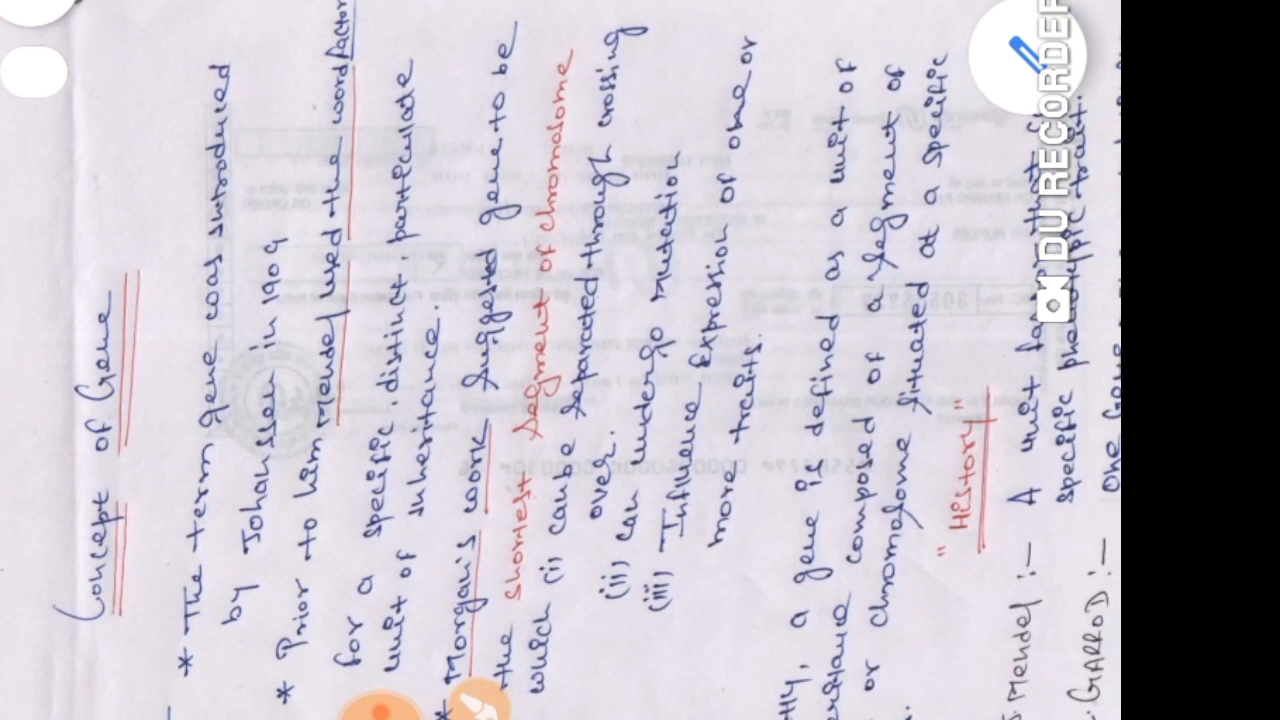 Concept of Gene
* The term gene was introduced
by Johansen in 1909
* Prior to him mendel used the word factor
for a specific, distinct particulate
unit of inheritance.
* Morgan's work suggested gene to be
the shortest segment of chromosome
which (i) can be separated through crossing
over.
(ii) can undergo mutation
(iii) Influence Expression of one or
more traits.
a gene is defined as a unit of
composed of a segment of
or chromosome situated at a specific
"History"
Mendel :- A unit
specific phenotypic trait.
GARROD :- one Gene
DU RECORDER